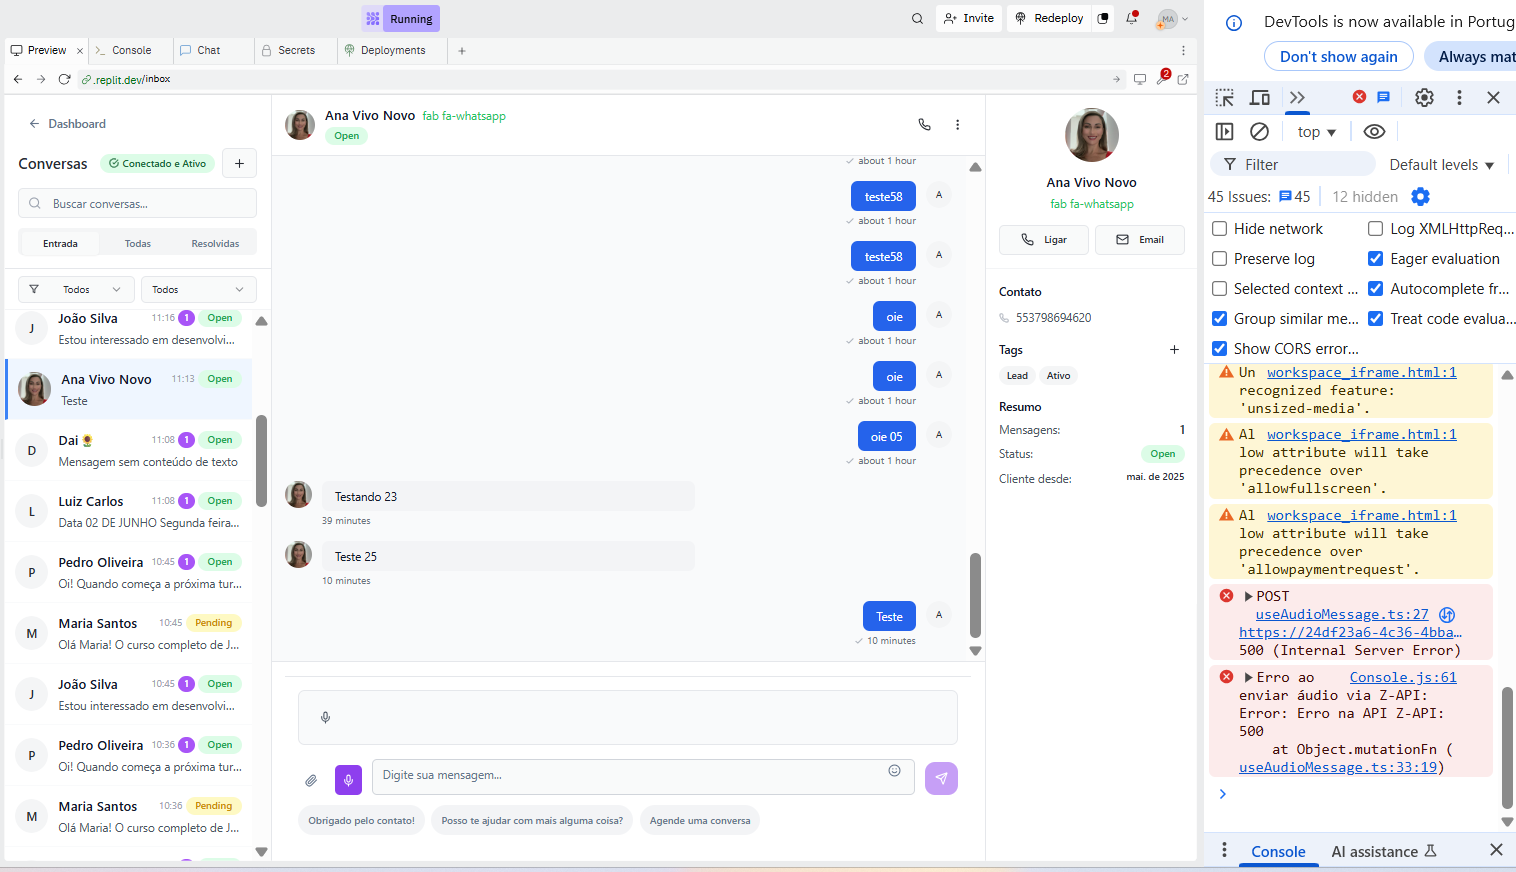 Running
Invite
Redeploy
MA
Preview
Console
Chat
Secrets
Deployments
.replit.dev/inbox
2
Dashboard
Conversas
Conectado e Ativo
Buscar conversas...
Entrada
Todas
Resolvidas
Todos
Todos
J
João Silva
11:16
1
Open
Estou interessado em desenvolvi...
Ana Vivo Novo
11:13
Open
Teste
D
Dai🌻
11:08
1
Open
Mensagem sem conteúdo de texto
L
Luiz Carlos
11:08
1
Open
Data 02 DE JUNHO Segunda feira...
P
Pedro Oliveira
10:45
1
Open
Oi! Quando começa a próxima tur...
M
Maria Santos
10:45
Pending
Olá Maria! O curso completo de J...
J
João Silva
10:45
1
Open
Estou interessado em desenvolvi...
P
Pedro Oliveira
10:36
1
Open
Oi! Quando começa a próxima tur...
M
Maria Santos
10:36
Pending
Olá Maria! O curso completo de J...
Ana Vivo Novo
fab fa-whatsapp
Open
about 1 hour
teste58
A
about 1 hour
teste58
A
about 1 hour
oie
A
about 1 hour
oie
A
about 1 hour
oie 05
A
about 1 hour
Testando 23
39 minutes
Teste 25
10 minutes
Teste
A
10 minutes
Digite sua mensagem...
Obrigado pelo contato!
Posso te ajudar com mais alguma coisa?
Agende uma conversa
Ana Vivo Novo
fab fa-whatsapp
Ligar
Email
Contato
553798694620
Tags
Lead
Ativo
Resumo
Mensagens:
1
Status:
Open
Cliente desde:
mai. de 2025
DevTools is now available in Portug
Don't show again
Always mat
top
Filter
Default levels
45 Issues:
45
12 hidden
Hide network
Log XMLHttpReq...
Preserve log
Eager evaluation
Selected context ...
Autocomplete fr...
Group similar me...
Treat code evalua...
Show CORS error...
Un workspace_iframe.html:1
recognized feature:
'unsized-media'.
Al workspace_iframe.html:1
low attribute will take
precedence over
'allowfullscreen'.
Al workspace_iframe.html:1
low attribute will take
precedence over
'allowpaymentrequest'.
POST
useAudioMessage.ts:27
https://24df23a6-4c36-4bba…
500 (Internal Server Error)
Erro ao Console.js:61
enviar áudio via Z-API:
Error: Erro na API Z-API:
500
at Object.mutationFn (
useAudioMessage.ts:33:19)
Console
AI assistance